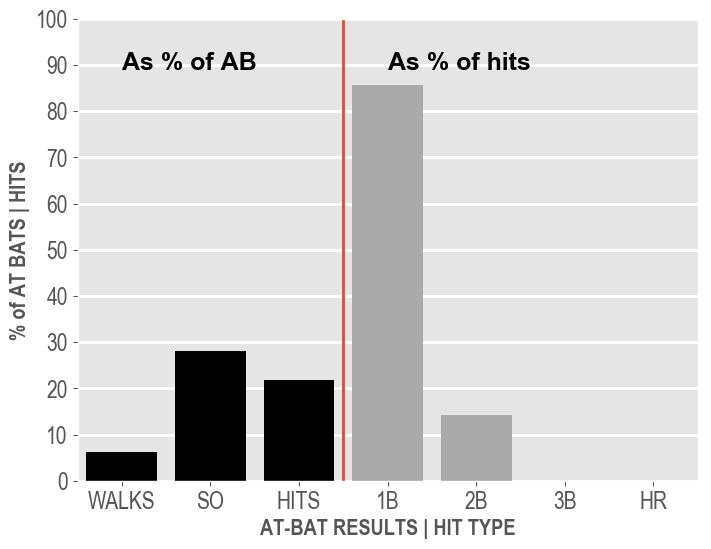 As % of AB
As % of hits
100
90
80
70
60
50
40
30
20
10
0
% of AT BATS | HITS
WALKS SO HITS 1B 2B 3B HR
AT-BAT RESULTS | HIT TYPE